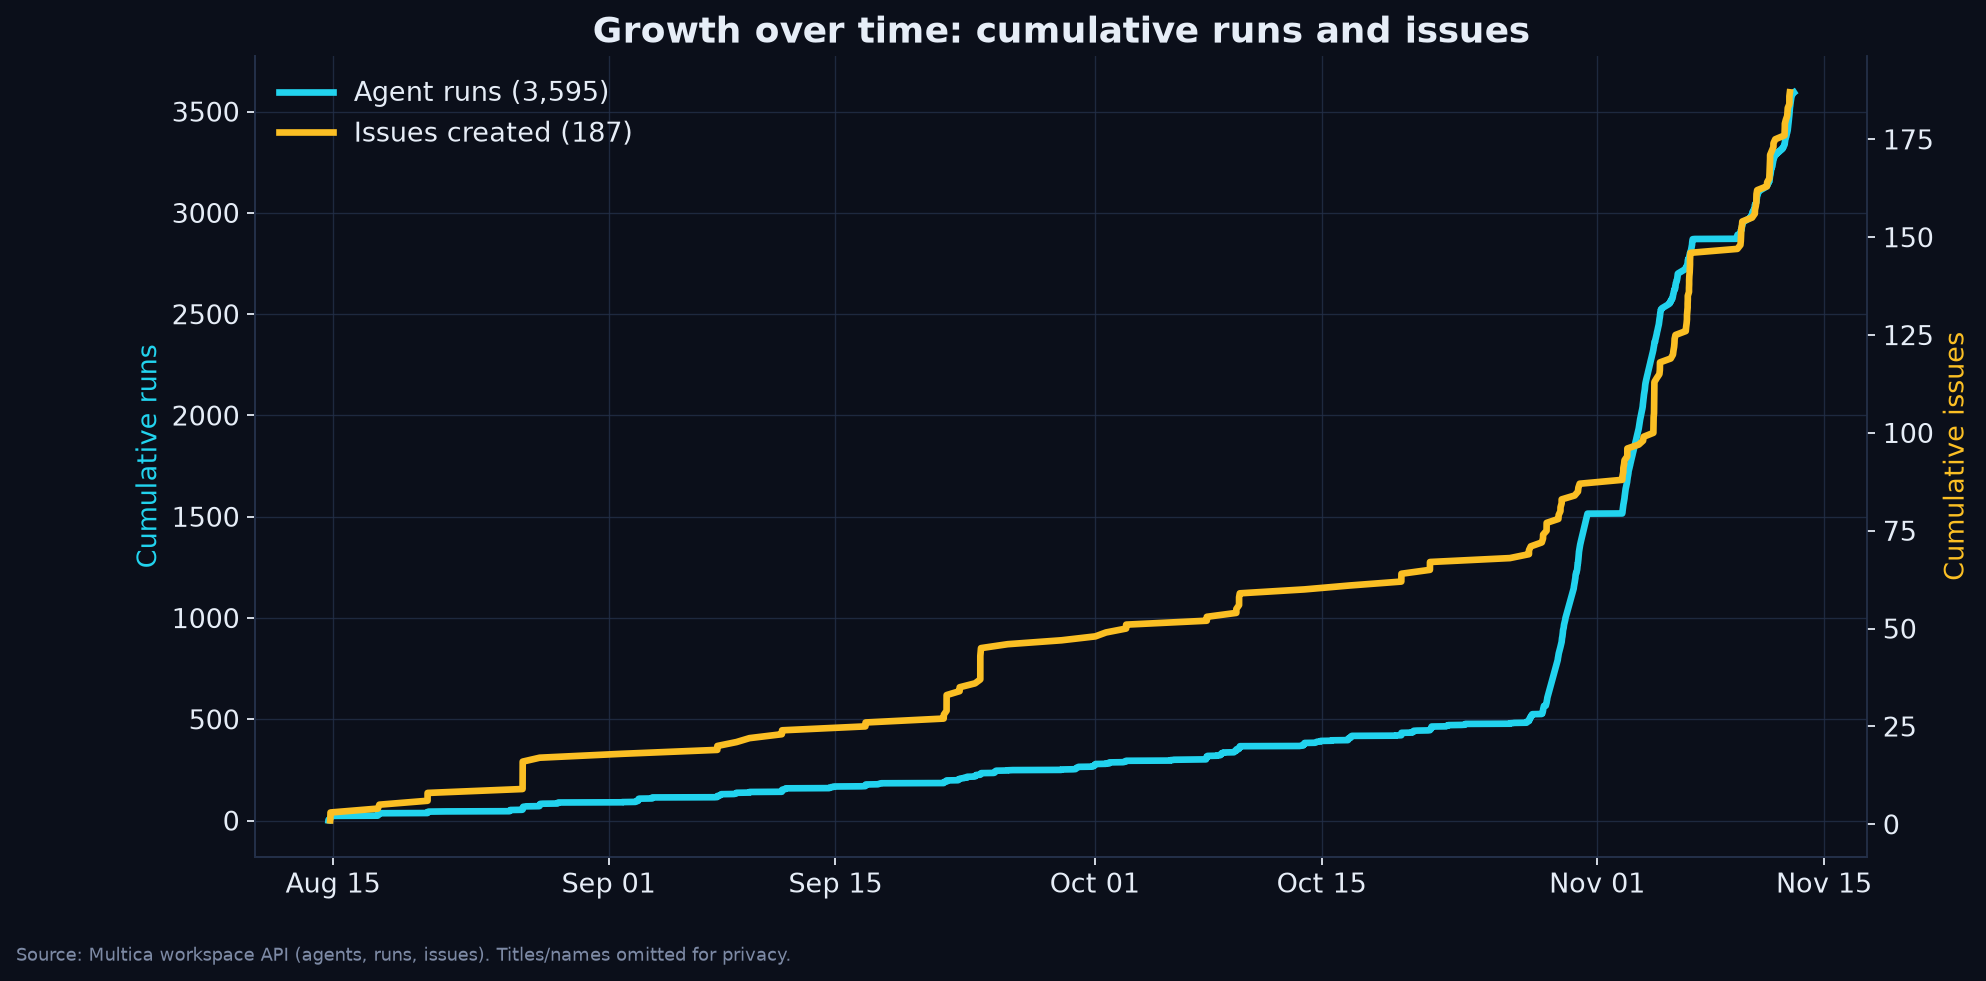 Growth over time: cumulative runs and issues
Agent runs (3,595)
Issues created (187)
Cumulative runs
3500
3000
2500
2000
1500
1000
500
0
175
150
125
100
75
50
25
0
Cumulative issues
Aug 15
Sep 01
Sep 15
Oct 01
Oct 15
Nov 01
Nov 15
Source: Multica workspace API (agents, runs, issues). Titles/names omitted for privacy.